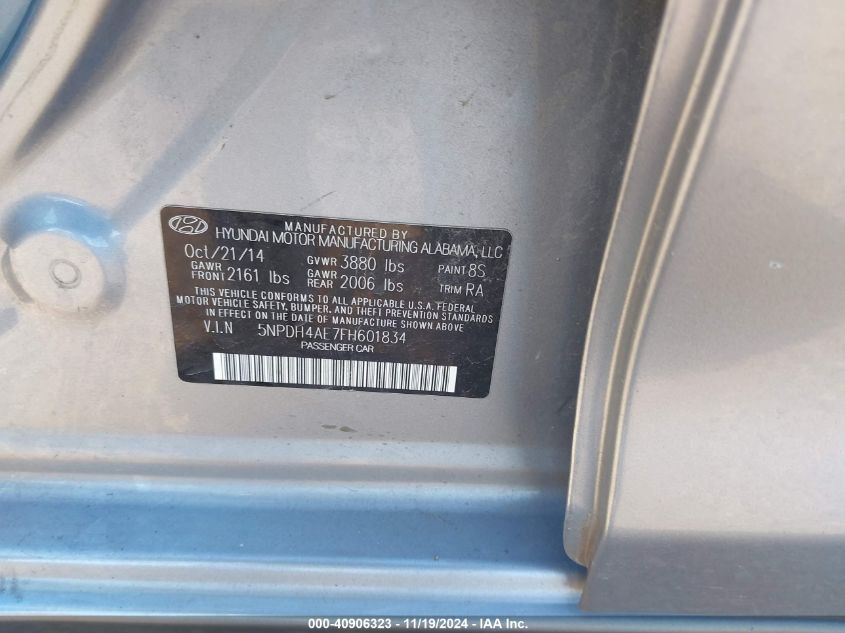 MANUFACTURED BY
HYUNDAI MOTOR MANUFACTURING ALABAMA, LLC
Oct/21/14 GVWR 3880 lbs PAINT 8S
GAWR FRONT 2161 lbs GAWR REAR 2006 lbs TRIM RA
THIS VEHICLE CONFORMS TO ALL APPLICABLE U.S.A. FEDERAL
MOTOR VEHICLE SAFETY, BUMPER, AND THEFT PREVENTION STANDARDS
IN EFFECT ON THE DATE OF MANUFACTURE SHOWN ABOVE
V.I.N 5NPDH4AE7FH601834
PASSENGER CAR
000-40906323 - 11/19/2024 - IAA Inc.